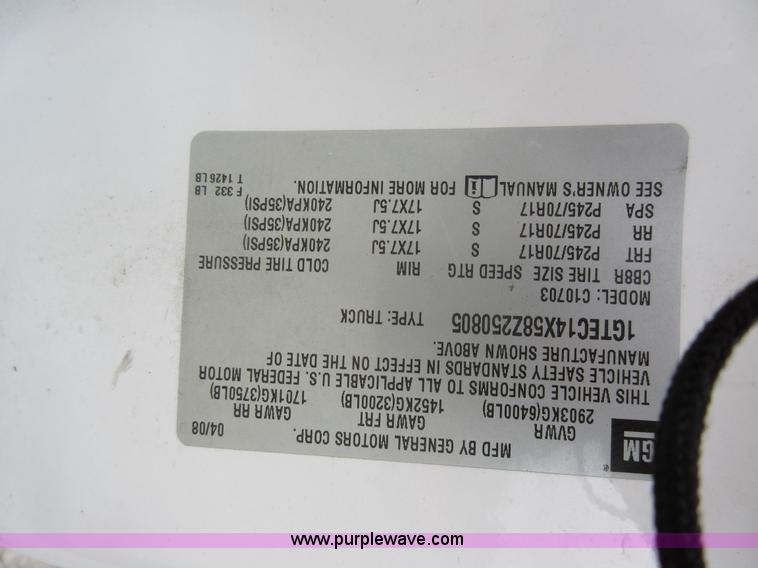 GM
MFD BY GENERAL MOTORS CORP.
04/08
GVWR GAWR FRT GAWR RR
2903KG(6400LB) 1452KG(3200LB) 1701KG(3750LB)
THIS VEHICLE CONFORMS TO ALL APPLICABLE U.S. FEDERAL MOTOR
VEHICLE SAFETY STANDARDS IN EFFECT ON THE DATE OF
MANUFACTURE SHOWN ABOVE.
1GTEC14X58Z250805 TYPE: TRUCK
MODEL: C10703
CB8R TIRE SIZE SPEED RTG RIM COLD TIRE PRESSURE
FRT P245/70R17 S 17X7.5J 240KPA(35PSI)
RR P245/70R17 S 17X7.5J 240KPA(35PSI)
SPA P245/70R17 S 17X7.5J 240KPA(35PSI)
SEE OWNER'S MANUAL FOR MORE INFORMATION.
F 332 LB
T 1426 LB
www.purplewave.com